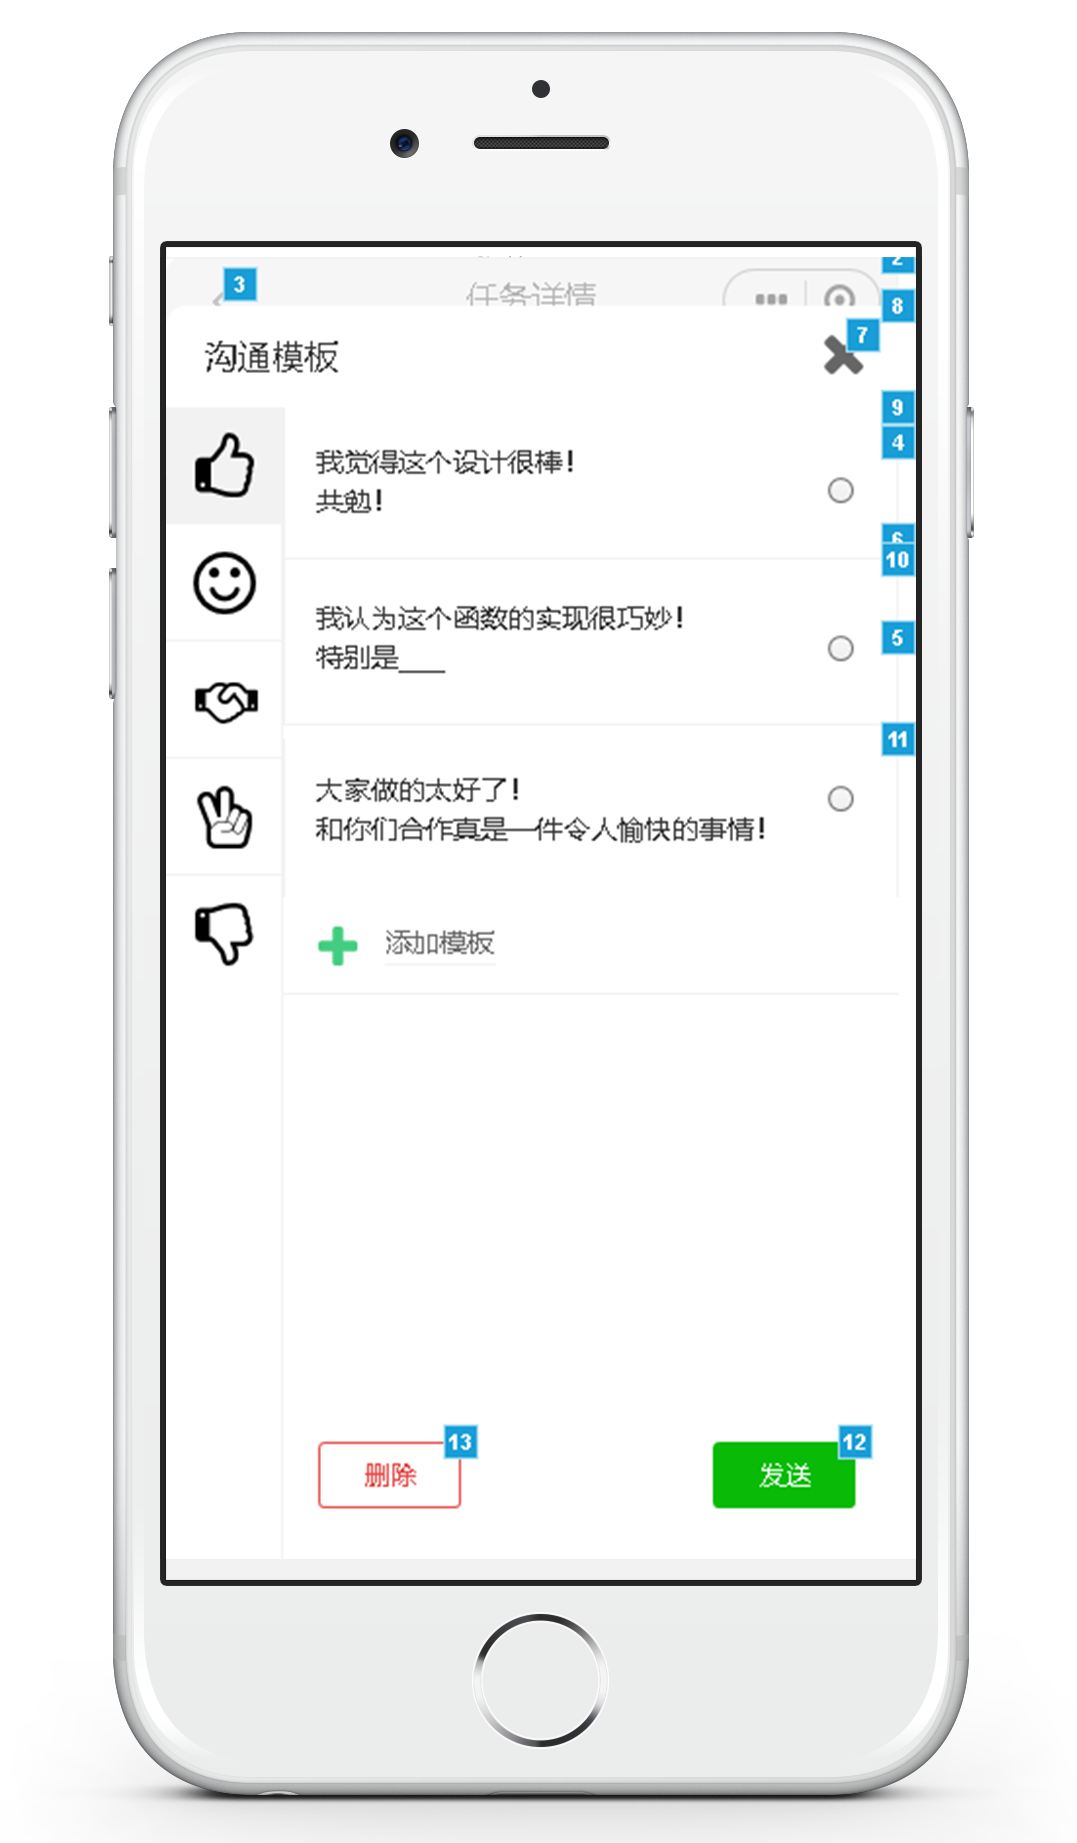 2
3
任务详情
8
沟通模板
7
9
4
我觉得这个设计很棒！
共勉！
6
10
我认为这个函数的实现很巧妙！
特别是___
5
11
大家做的太好了！
和你们合作真是一件令人愉快的事情！
添加模板
13
12
删除
发送